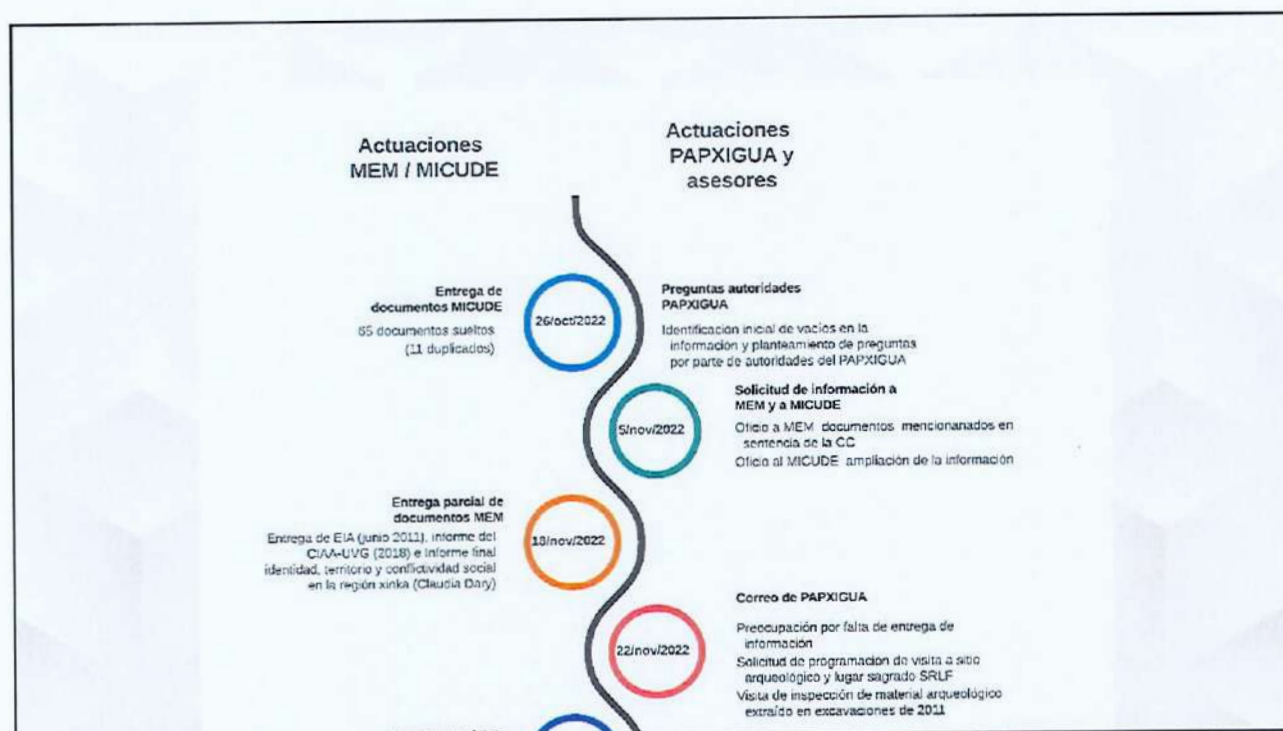 Actuaciones
MEM / MICUDE
Actuaciones
PAPXIGUA y
asesores
Entrega de
documentos MICUDE
65 documentos sueltos
(11 duplicados)
26/oct/2022
Preguntas autoridades
PAPXIGUA
Identificación inicial de vacíos en la
información y planteamiento de preguntas
por parte de autoridades del PAPXIGUA
5/nov/2022
Solicitud de información a
MEM y a MICUDE
Oficio a MEM documentos mencionanados en
sentencia de la CC
Oficio al MICUDE ampliación de la información
Entrega parcial de
documentos MEM
Entrega de EIA (junio 2011), informe del
CIAA-UVG (2018) e Informe final
identidad, territorio y conflictividad social
en la región xinka (Claudia Dary)
18/nov/2022
22/nov/2022
Correo de PAPXIGUA
Preocupación por falta de entrega de
información
Solicitud de programación de visita a sitio
arqueológico y lugar sagrado SRLF
Visita de inspección de material arqueológico
extraído en excavaciones de 2011